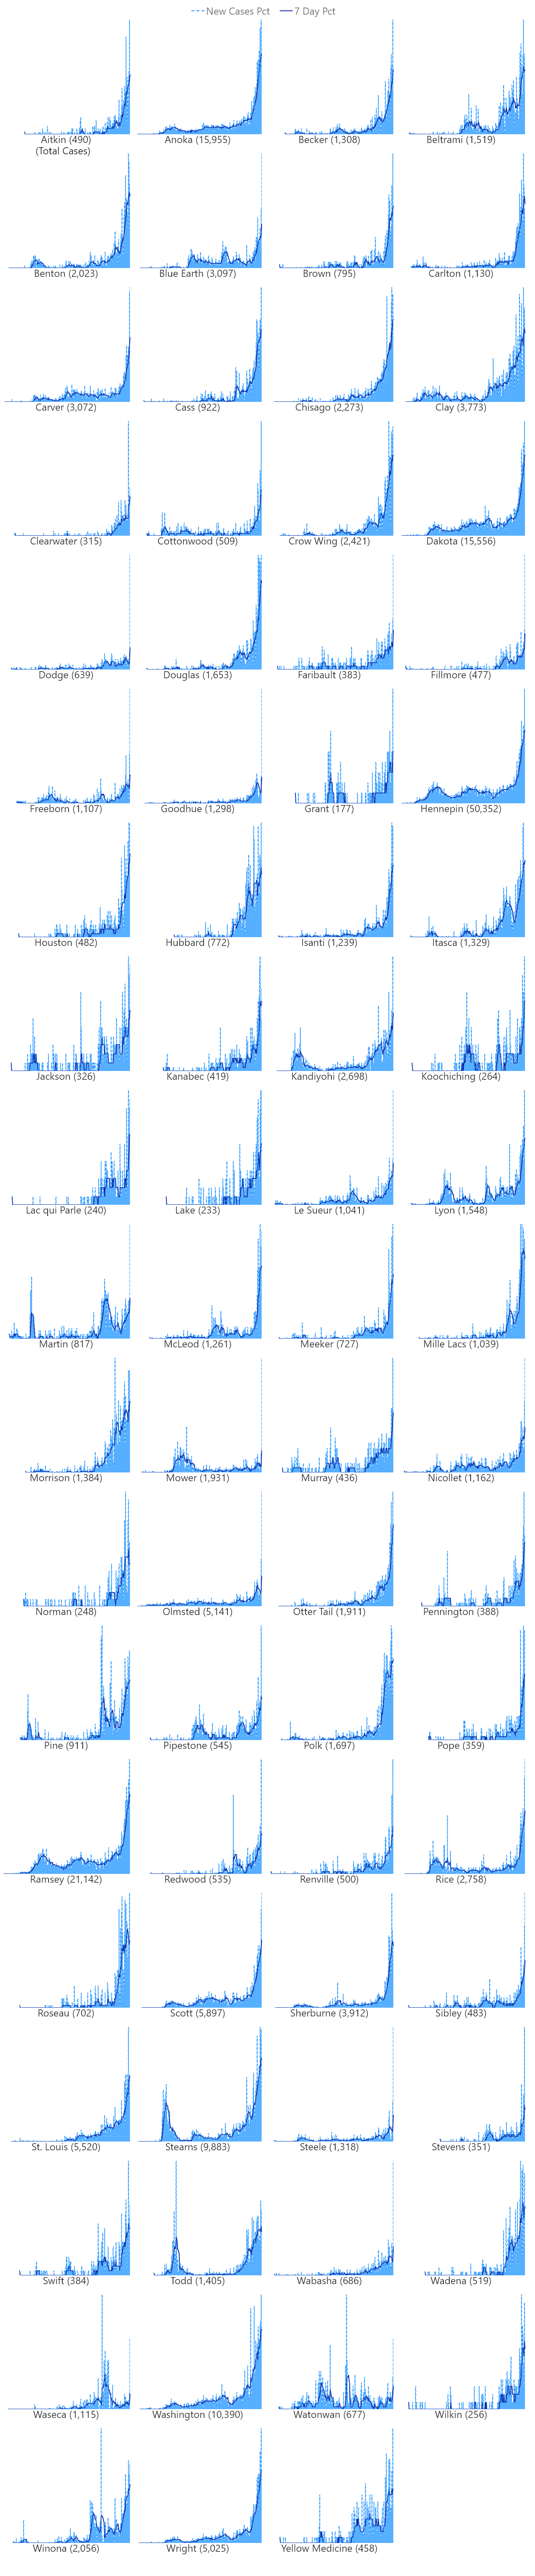 New Cases Pct 7 Day Pct
Aitkin (490) Anoka (15,955) Becker (1,308) Beltrami (1,519)
(Total Cases)
Benton (2,023) Blue Earth (3,097) Brown (795) Carlton (1,130)
Carver (3,072) Cass (922) Chisago (2,273) Clay (3,773)
Clearwater (315) Cottonwood (509) Crow Wing (2,421) Dakota (15,556)
Dodge (639) Douglas (1,653) Faribault (383) Fillmore (477)
Freeborn (1,107) Goodhue (1,298) Grant (177) Hennepin (50,352)
Houston (482) Hubbard (772) Isanti (1,239) Itasca (1,329)
Jackson (326) Kanabec (419) Kandiyohi (2,698) Koochiching (264)
Lac qui Parle (240) Lake (233) Le Sueur (1,041) Lyon (1,548)
Martin (817) McLeod (1,261) Meeker (727) Mille Lacs (1,039)
Morrison (1,384) Mower (1,931) Murray (436) Nicollet (1,162)
Norman (248) Olmsted (5,141) Otter Tail (1,911) Pennington (388)
Pine (911) Pipestone (545) Polk (1,697) Pope (359)
Ramsey (21,142) Redwood (535) Renville (500) Rice (2,758)
Roseau (702) Scott (5,897) Sherburne (3,912) Sibley (483)
St. Louis (5,520) Stearns (9,883) Steele (1,318) Stevens (351)
Swift (384) Todd (1,405) Wabasha (686) Wadena (519)
Waseca (1,115) Washington (10,390) Watonwan (677) Wilkin (256)
Winona (2,056) Wright (5,025) Yellow Medicine (458)